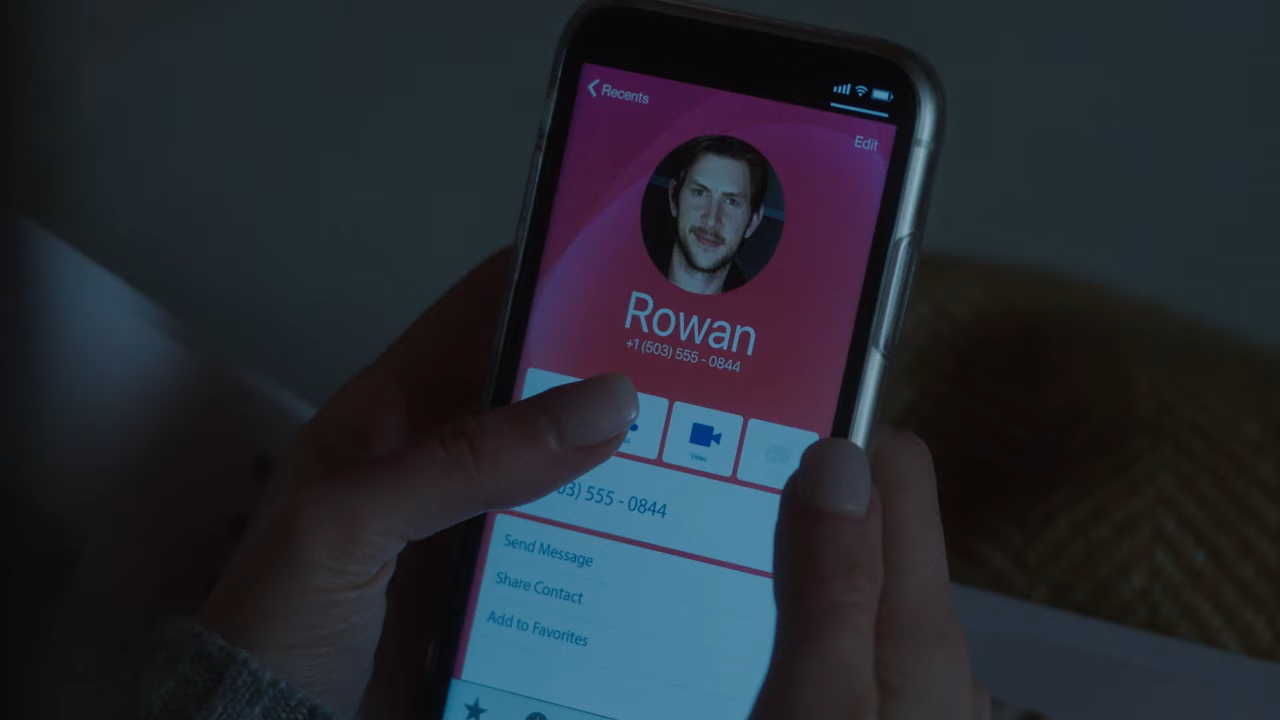 Recents
Edit
Rowan
+1 (503) 555 - 0844
Video
03) 555 - 0844
Send Message
Share Contact
Add to Favorites